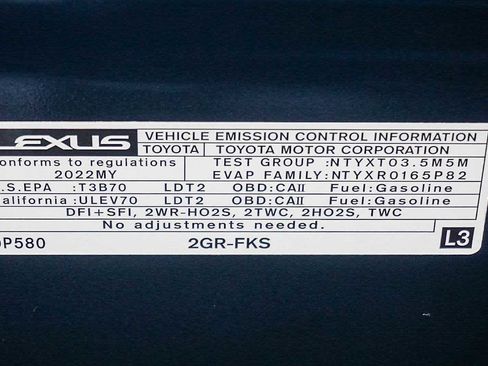 LEXUS VEHICLE EMISSION CONTROL INFORMATION
TOYOTA TOYOTA MOTOR CORPORATION
onforms to regulations TEST GROUP :NTYXT03.5M5M
2022MY EVAP FAMILY:NTYXR0165P82
.S.EPA :T3B70 LDT2 OBD:CAII Fuel:Gasoline
alifornia :ULEV70 LDT2 OBD:CAII Fuel:Gasoline
DFI+SFI, 2WR-HO2S, 2TWC, 2HO2S, TWC
No adjustments needed.
0P580 2GR-FKS L3